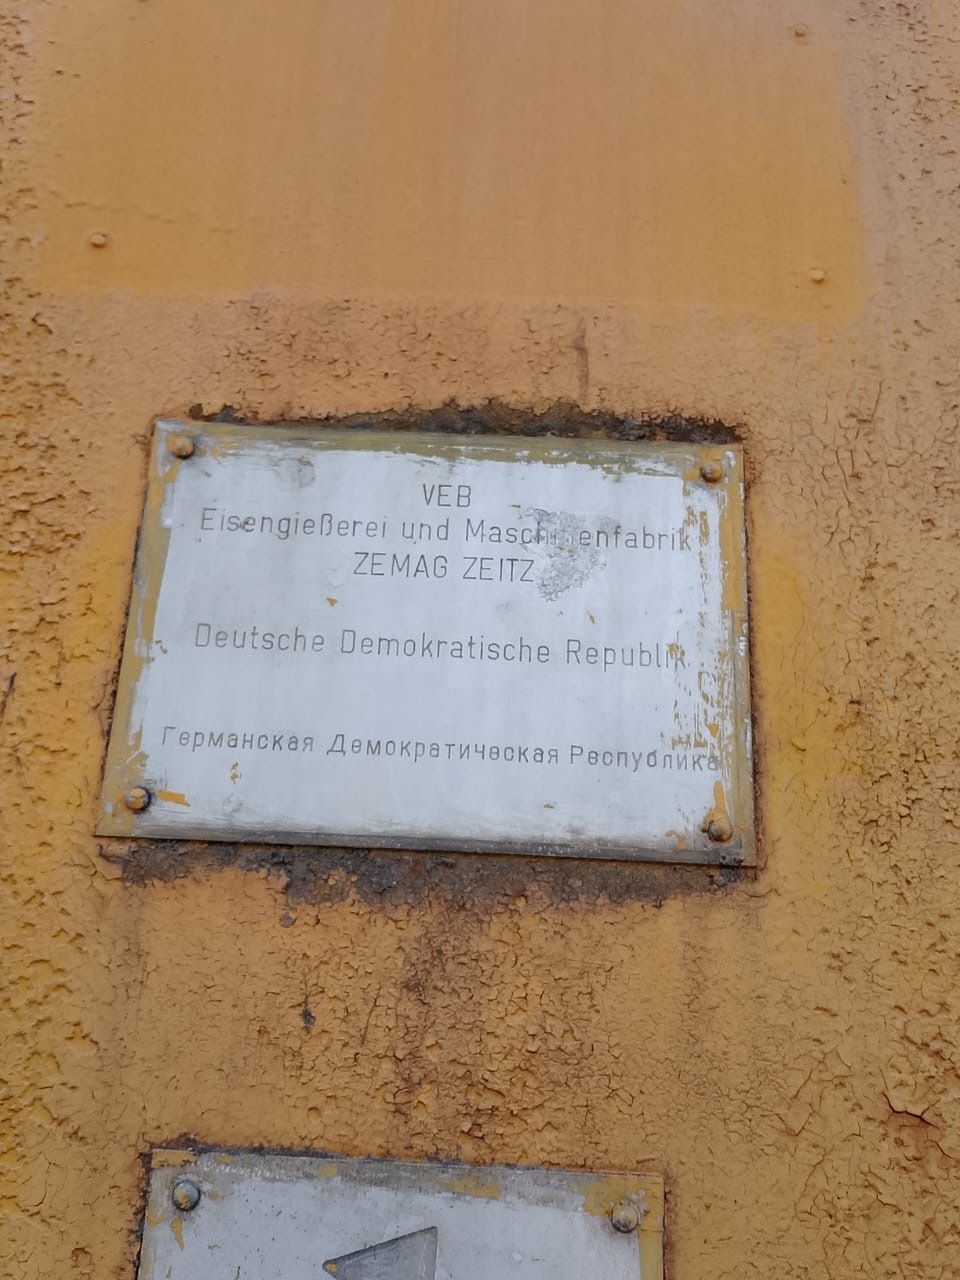 VEB
Eisengießerei und Maschinenfabrik
ZEMAG ZEITZ
Deutsche Demokratische Republik
Германская Демократическая Республика